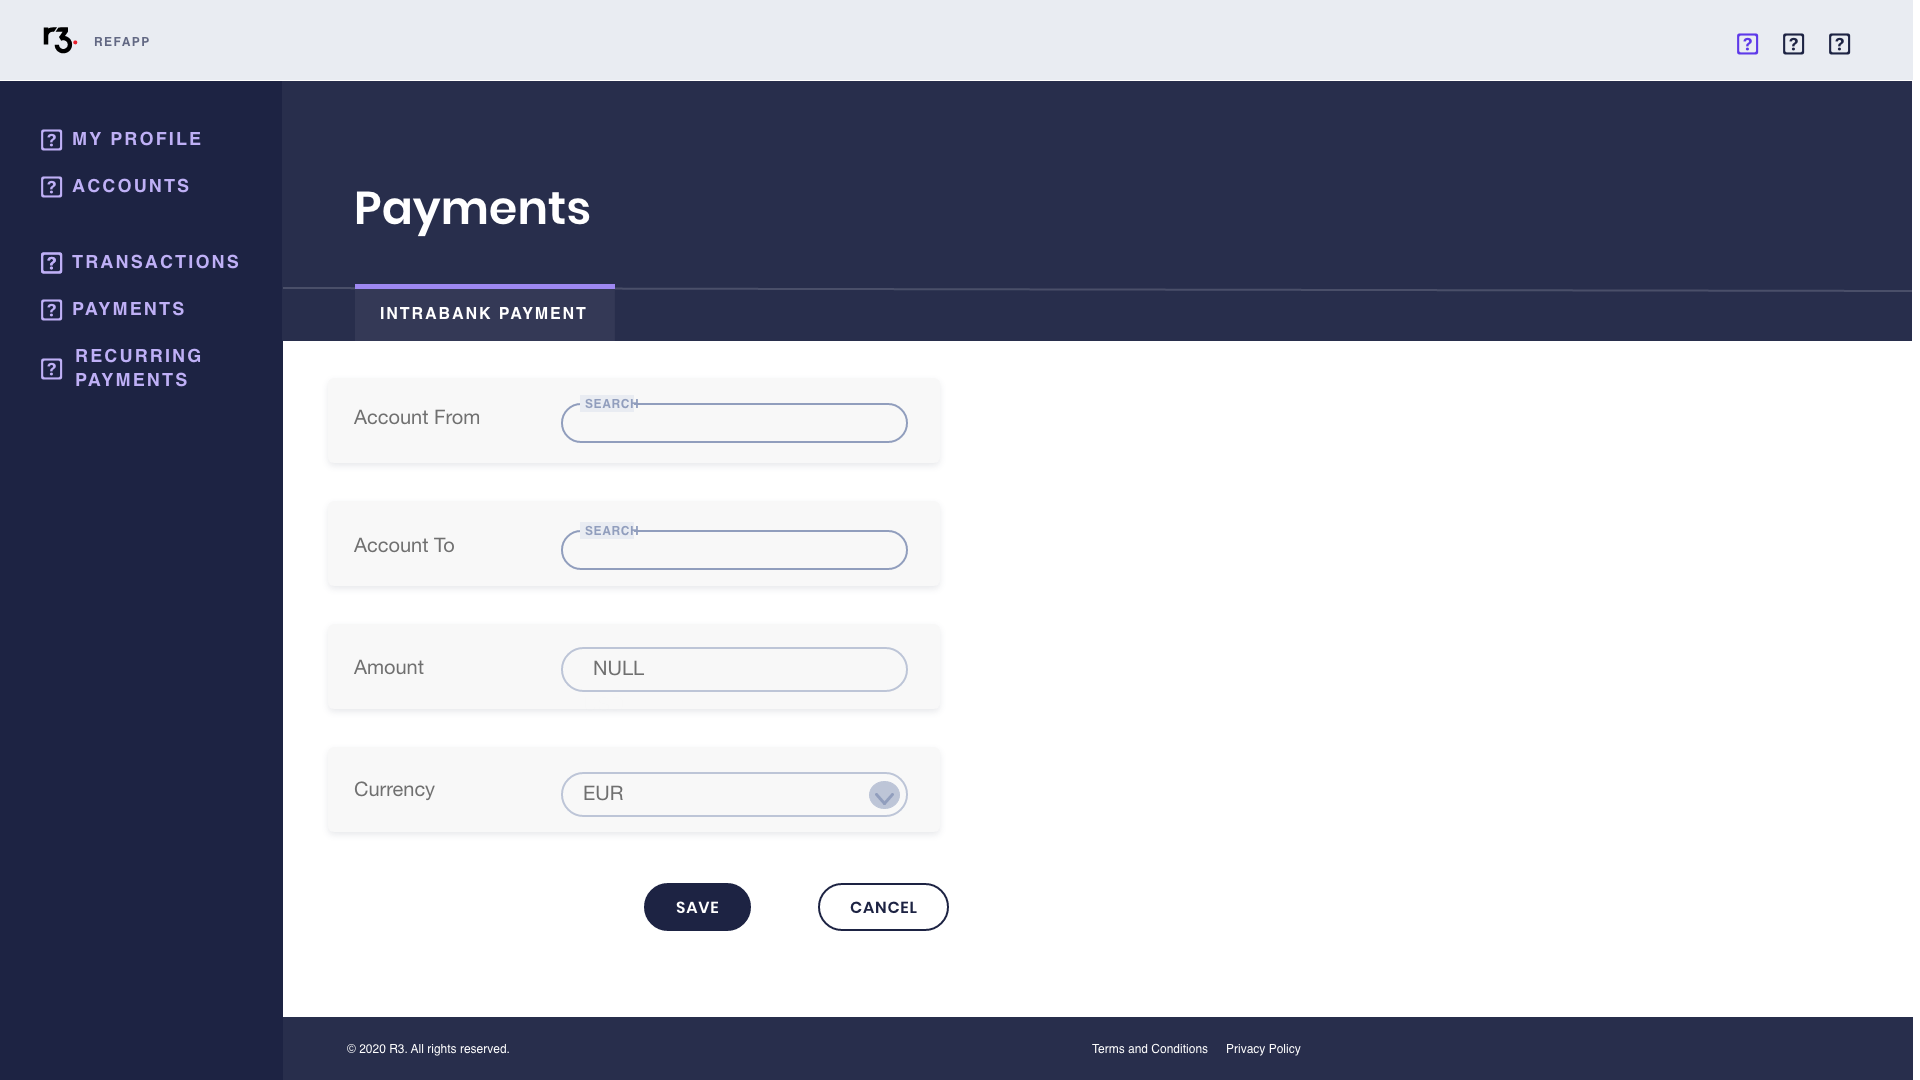 r3. REFAPP
MY PROFILE
ACCOUNTS
TRANSACTIONS
PAYMENTS
RECURRING
PAYMENTS
Payments
INTRABANK PAYMENT
Account From
SEARCH
Account To
SEARCH
Amount
NULL
Currency
EUR
SAVE
CANCEL
© 2020 R3. All rights reserved.
Terms and Conditions
Privacy Policy